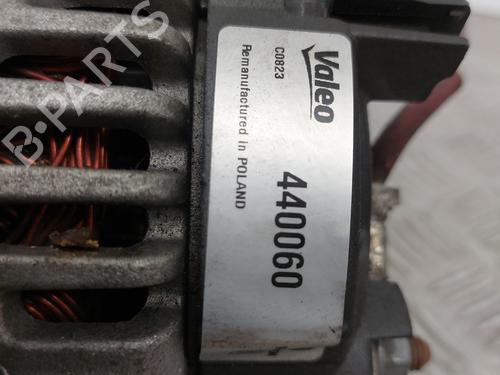 Valeo
C0823
Remanufactured in POLAND
440060
B-PARTS